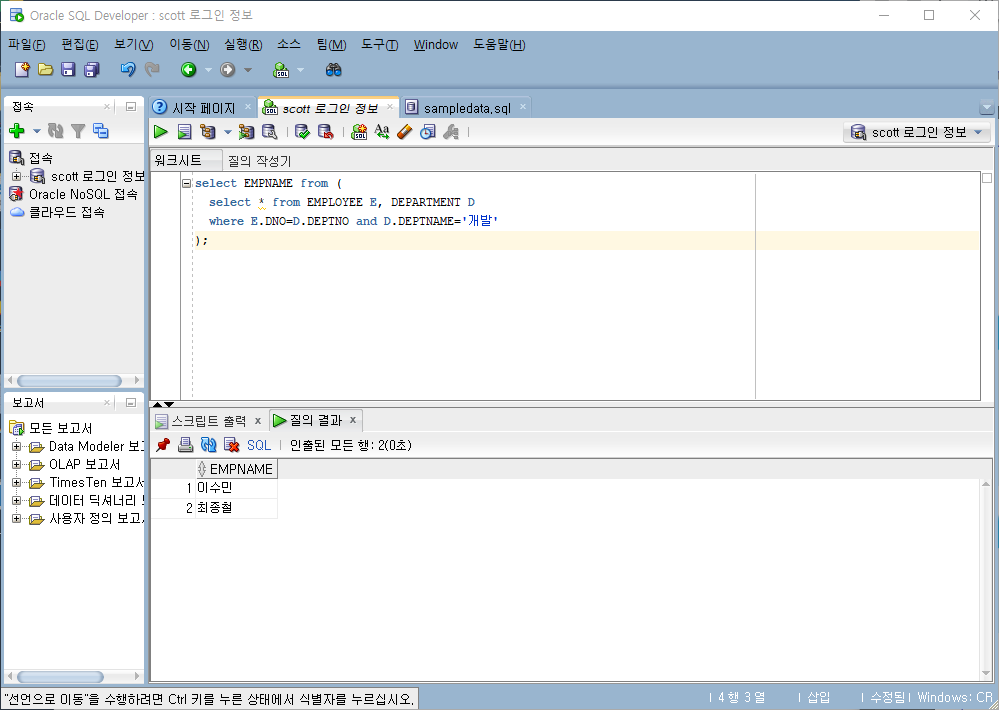 Oracle SQL Developer : scott 로그인 정보
파일(F) 편집(E) 보기(V) 이동(N) 실행(R) 소스 팀(M) 도구(T) Window 도움말(H)
접속
시작 페이지 scott 로그인 정보 sampledata.sql
scott 로그인 정보
접속
scott 로그인 정보
Oracle NoSQL 접속
클라우드 접속
워크시트 질의 작성기
select EMPNAME from (
select * from EMPLOYEE E, DEPARTMENT D
where E.DNO=D.DEPTNO and D.DEPTNAME='개발'
);
보고서
모든 보고서
Data Modeler 보고
OLAP 보고서
TimesTen 보고서
데이터 딕셔너리
사용자 정의 보고서
스크립트 출력 x 질의 결과 x
SQL | 인출된 모든 행: 2(0초)
EMPNAME
1 이수민
2 최종철
"선언으로 이동"을 수행하려면 Ctrl 키를 누른 상태에서 식별자를 누르십시오.
4 행 3 열 | 삽입 | 수정됨 | Windows: CR